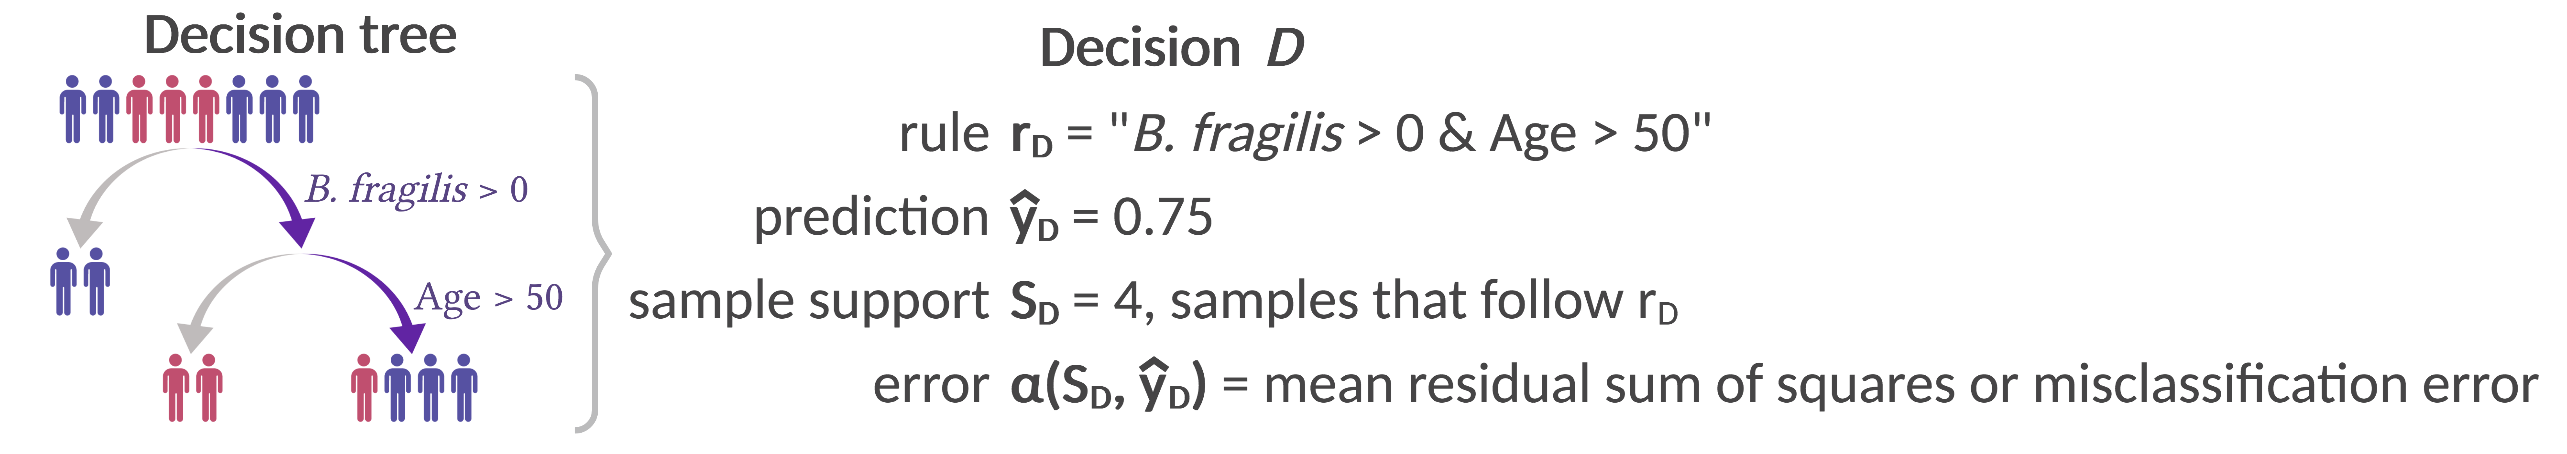 Decision tree
B. fragilis > 0
Age > 50
Decision D
rule r_D = "B. fragilis > 0 & Age > 50"
prediction ŷ_D = 0.75
sample support S_D = 4, samples that follow r_D
error α(S_D, ŷ_D) = mean residual sum of squares or misclassification error